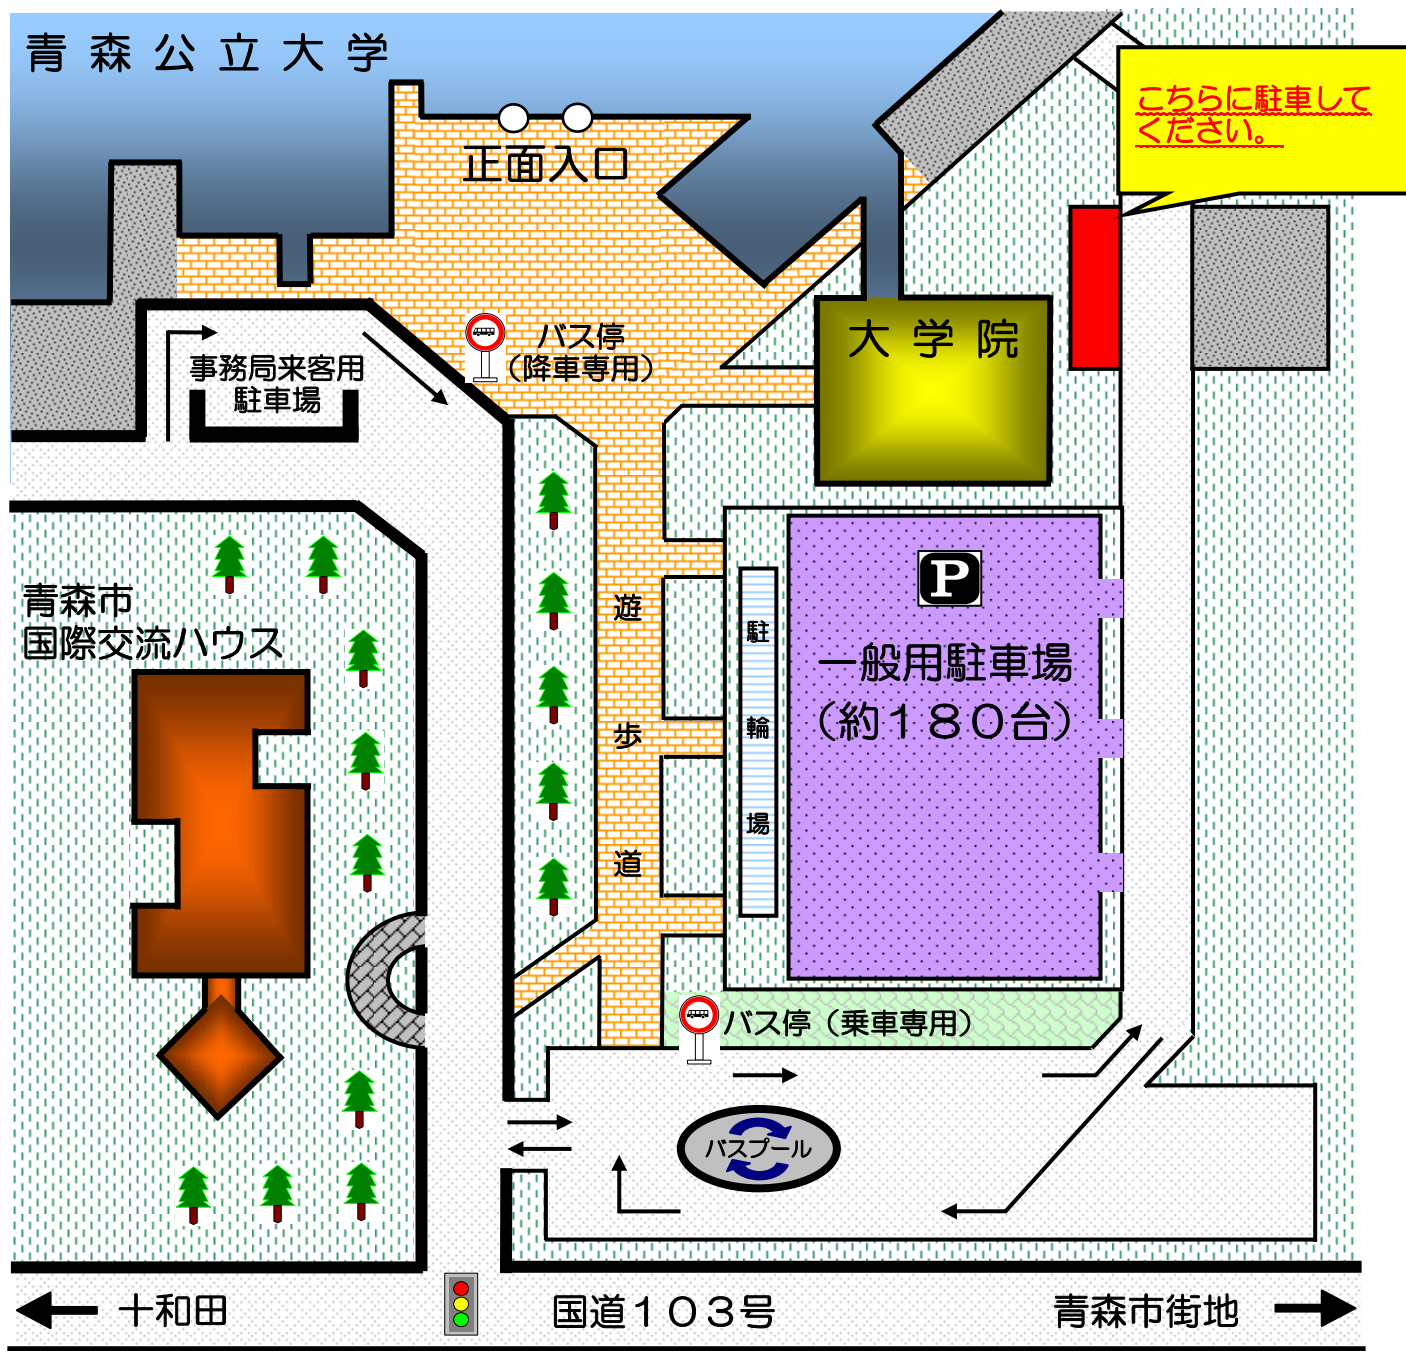 青森公立大学
こちらに駐車して
ください。
正面入口
バス停
（降車専用）
大学院
事務局来客用
駐車場
青森市
国際交流ハウス
遊歩道
駐輪場
P
一般用駐車場
（約１８０台）
バス停（乗車専用）
バスプール
十和田
国道１０３号
青森市街地